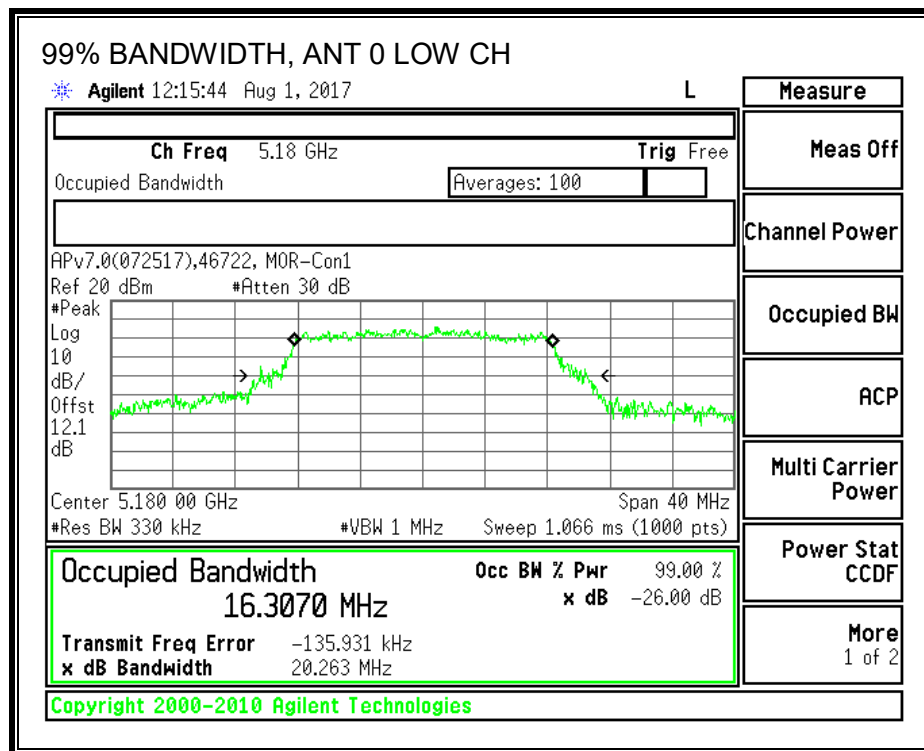 99% BANDWIDTH, ANT 0 LOW CH
Agilent 12:15:44 Aug 1, 2017 L
Measure
Ch Freq 5.18 GHz Trig Free
Meas Off
Occupied Bandwidth Averages: 100
Channel Power
APv7.0(072517),46722, MOR-Con1
Ref 20 dBm #Atten 30 dB
#Peak
Log
10
dB/
Offst
12.1
dB
Occupied BW
ACP
Multi Carrier
Power
Center 5.180 00 GHz Span 40 MHz
#Res BW 330 kHz #VBW 1 MHz Sweep 1.066 ms (1000 pts)
Power Stat
CCDF
Occupied Bandwidth Occ BW % Pwr 99.00 %
16.3070 MHz x dB -26.00 dB
Transmit Freq Error -135.931 kHz
x dB Bandwidth 20.263 MHz
More
1 of 2
Copyright 2000-2010 Agilent Technologies